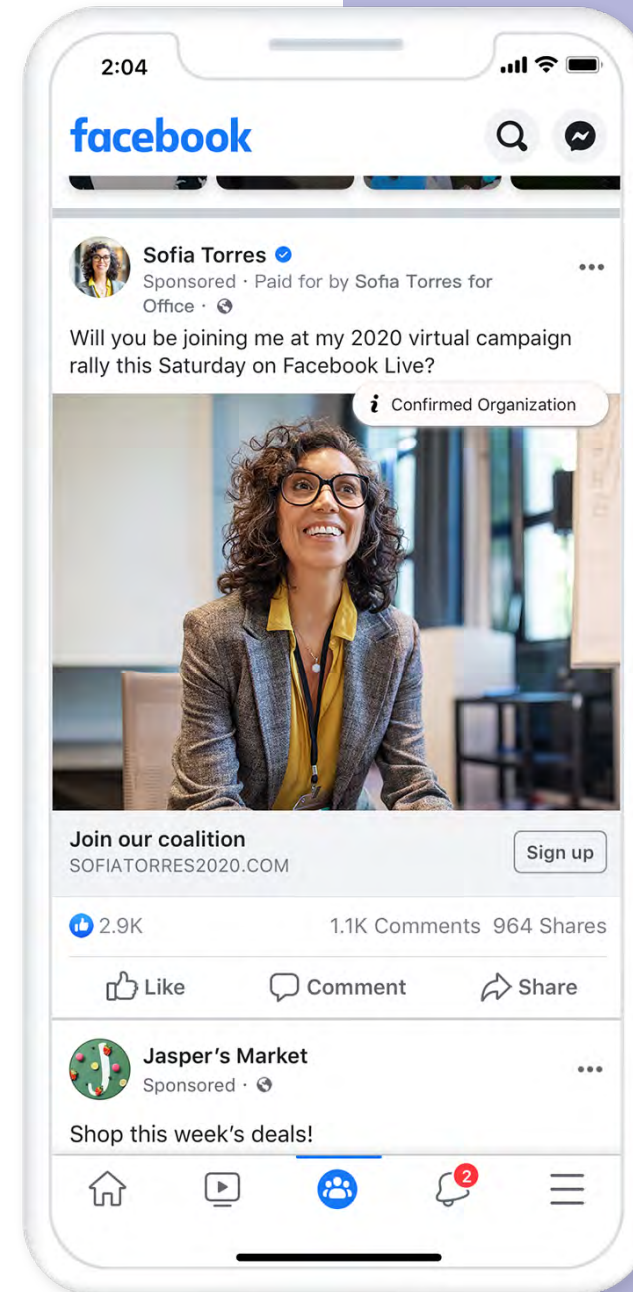 2:04
facebook
Sofia Torres
Sponsored · Paid for by Sofia Torres for
Office ·
Will you be joining me at my 2020 virtual campaign
rally this Saturday on Facebook Live?
i Confirmed Organization
Join our coalition
SOFIATORRES2020.COM
Sign up
2.9K
1.1K Comments 964 Shares
Like
Comment
Share
J
Jasper's Market
Sponsored ·
Shop this week's deals!
2